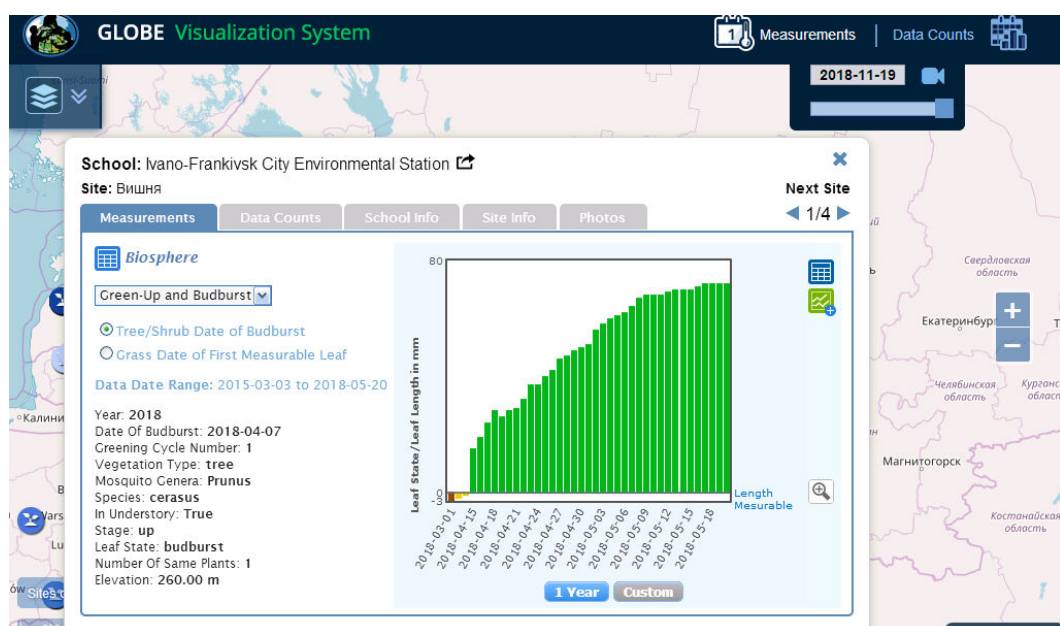 GLOBE Visualization System
1
Measurements
Data Counts
2018-11-19
School: Ivano-Frankivsk City Environmental Station
Site: Вишня
Next Site
1/4
Measurements
Data Counts
School Info
Site Info
Photos
Biosphere
Green-Up and Budburst
Tree/Shrub Date of Budburst
Grass Date of First Measurable Leaf
Data Date Range: 2015-03-03 to 2018-05-20
Year: 2018
Date Of Budburst: 2018-04-07
Greening Cycle Number: 1
Vegetation Type: tree
Mosquito Genera: Prunus
Species: cerasus
In Understory: True
Stage: up
Leaf State: budburst
Number Of Same Plants: 1
Elevation: 260.00 m
Leaf State/Leaf Length in mm
80
0
-3
Length
Mesurable
2018-03-01
2018-04-15
2018-04-18
2018-04-21
2018-04-24
2018-04-27
2018-04-30
2018-05-03
2018-05-06
2018-05-09
2018-05-12
2018-05-15
2018-05-18
1 Year
Custom
Свердловская
область
Екатеринбург
Челябинская
область
Магнитогорск
Костанайская
область
Sites